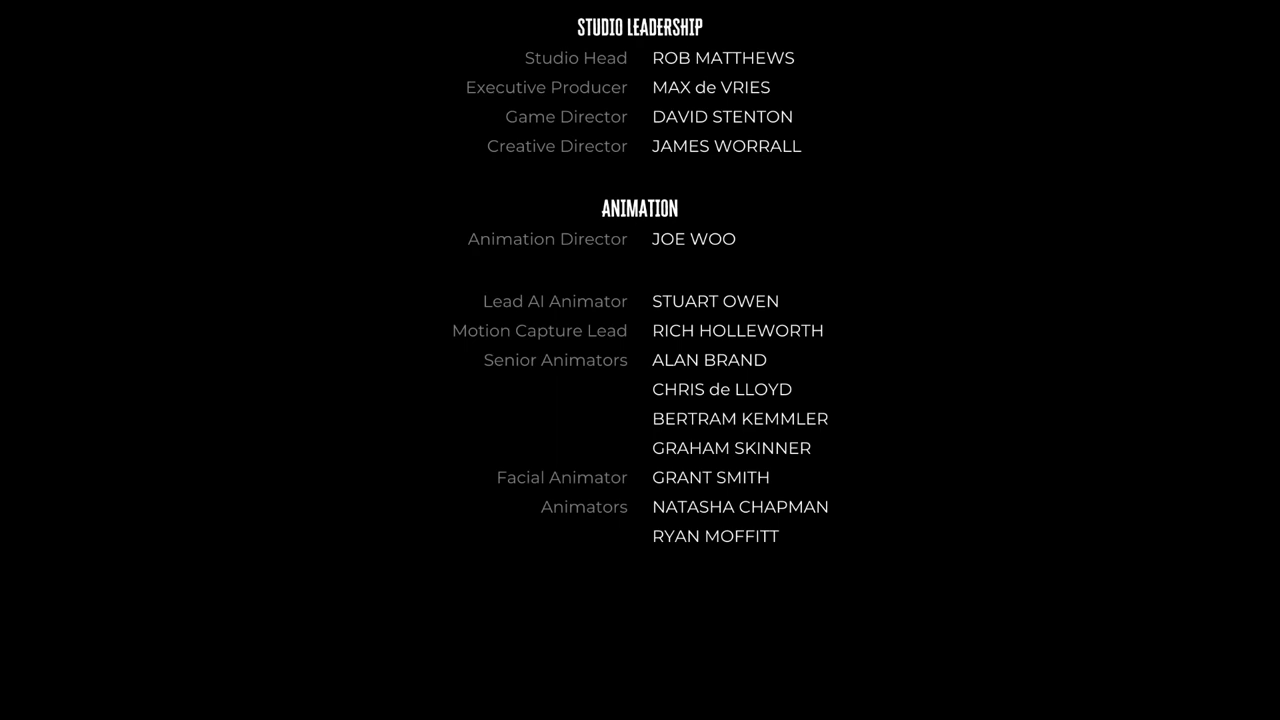 STUDIO LEADERSHIP
Studio Head ROB MATTHEWS
Executive Producer MAX de VRIES
Game Director DAVID STENTON
Creative Director JAMES WORRALL
ANIMATION
Animation Director JOE WOO
Lead AI Animator STUART OWEN
Motion Capture Lead RICH HOLLEWORTH
Senior Animators ALAN BRAND
CHRIS de LLOYD
BERTRAM KEMMLER
GRAHAM SKINNER
Facial Animator GRANT SMITH
Animators NATASHA CHAPMAN
RYAN MOFFITT